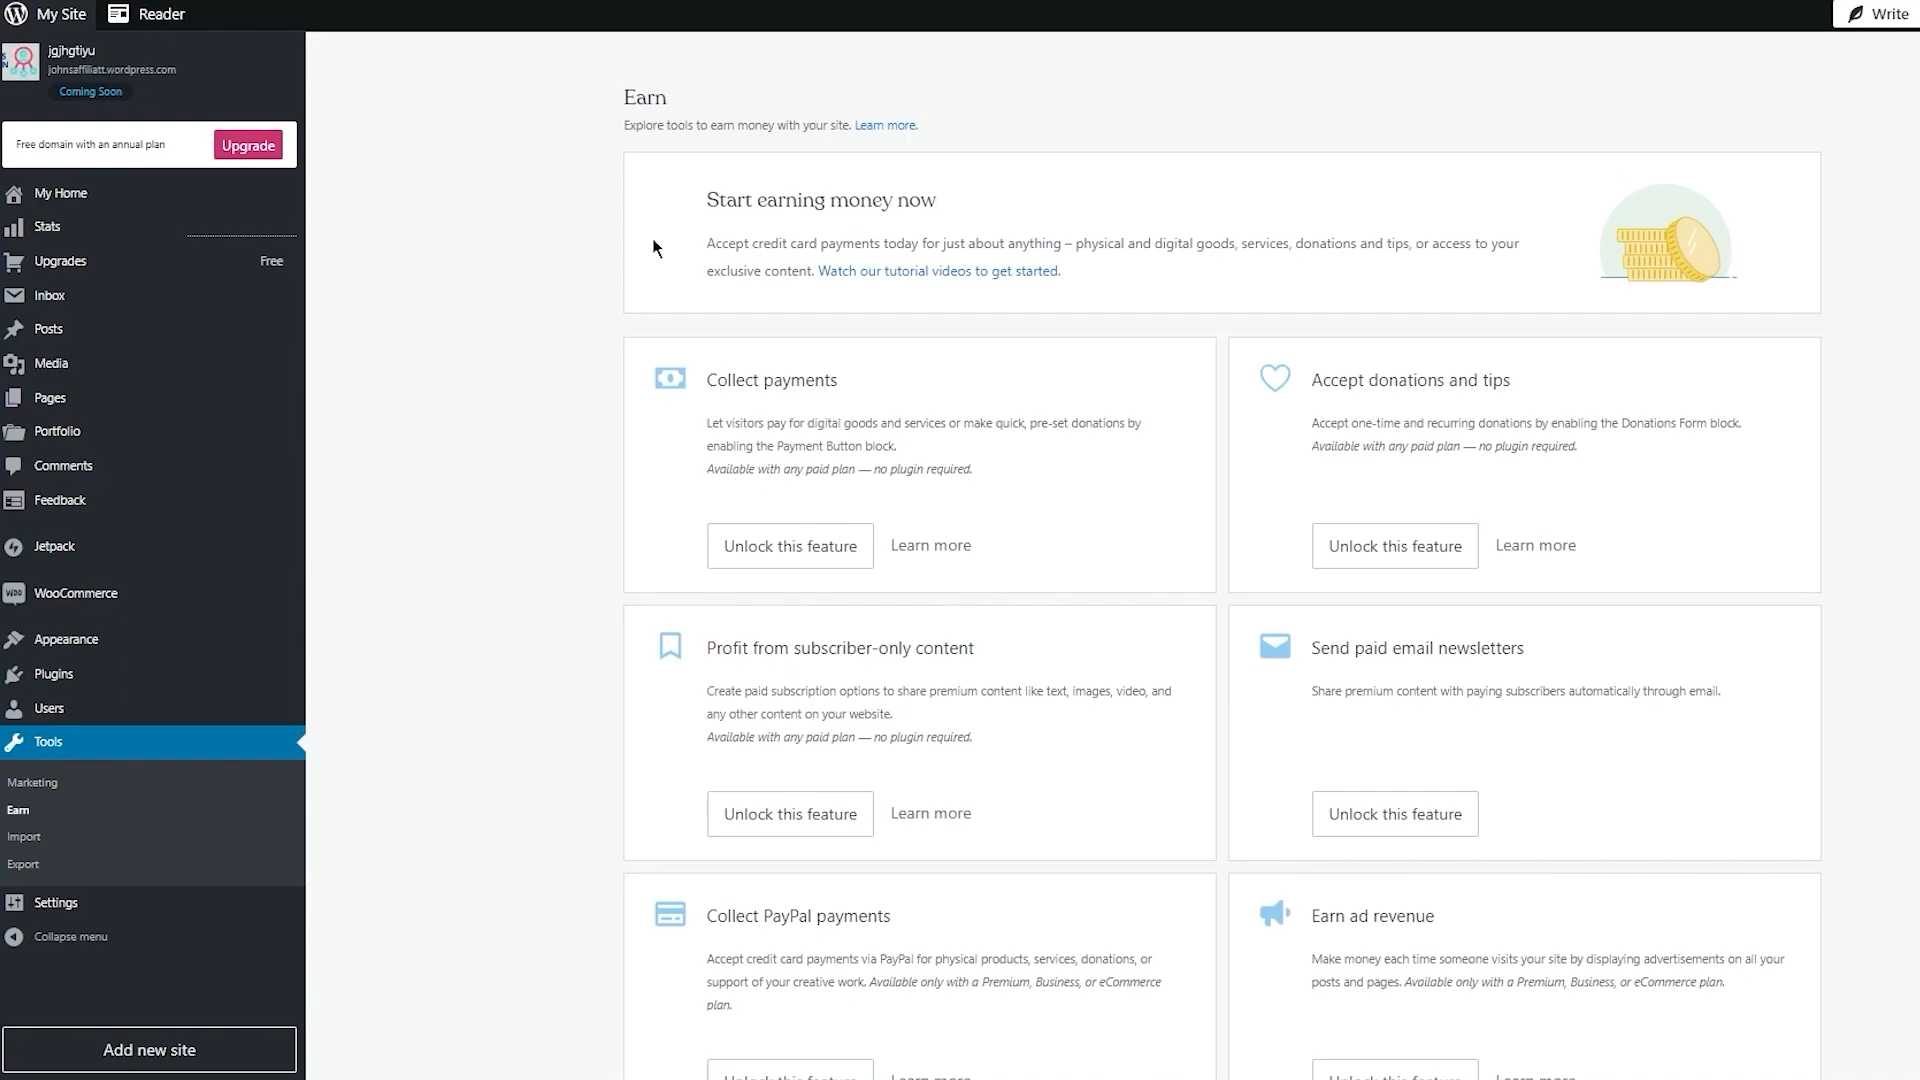 My Site
Reader
Write
jgjhgtiyu
johnsaffiliatt.wordpress.com
Coming Soon
Free domain with an annual plan
Upgrade
My Home
Stats
Upgrades
Free
Inbox
Posts
Media
Pages
Portfolio
Comments
Feedback
Jetpack
WooCommerce
Appearance
Plugins
Users
Tools
Marketing
Earn
Import
Export
Settings
Collapse menu
Add new site
Earn
Explore tools to earn money with your site. Learn more.
Start earning money now
Accept credit card payments today for just about anything – physical and digital goods, services, donations and tips, or access to your
exclusive content. Watch our tutorial videos to get started.
Collect payments
Let visitors pay for digital goods and services or make quick, pre-set donations by
enabling the Payment Button block.
Available with any paid plan — no plugin required.
Unlock this feature
Learn more
Accept donations and tips
Accept one-time and recurring donations by enabling the Donations Form block.
Available with any paid plan — no plugin required.
Unlock this feature
Learn more
Profit from subscriber-only content
Create paid subscription options to share premium content like text, images, video, and
any other content on your website.
Available with any paid plan — no plugin required.
Unlock this feature
Learn more
Send paid email newsletters
Share premium content with paying subscribers automatically through email.
Unlock this feature
Collect PayPal payments
Accept credit card payments via PayPal for physical products, services, donations, or
support of your creative work. Available only with a Premium, Business, or eCommerce
plan.
Unlock this feature
Learn more
Earn ad revenue
Make money each time someone visits your site by displaying advertisements on all your
posts and pages. Available only with a Premium, Business, or eCommerce plan.
Unlock this feature
Learn more